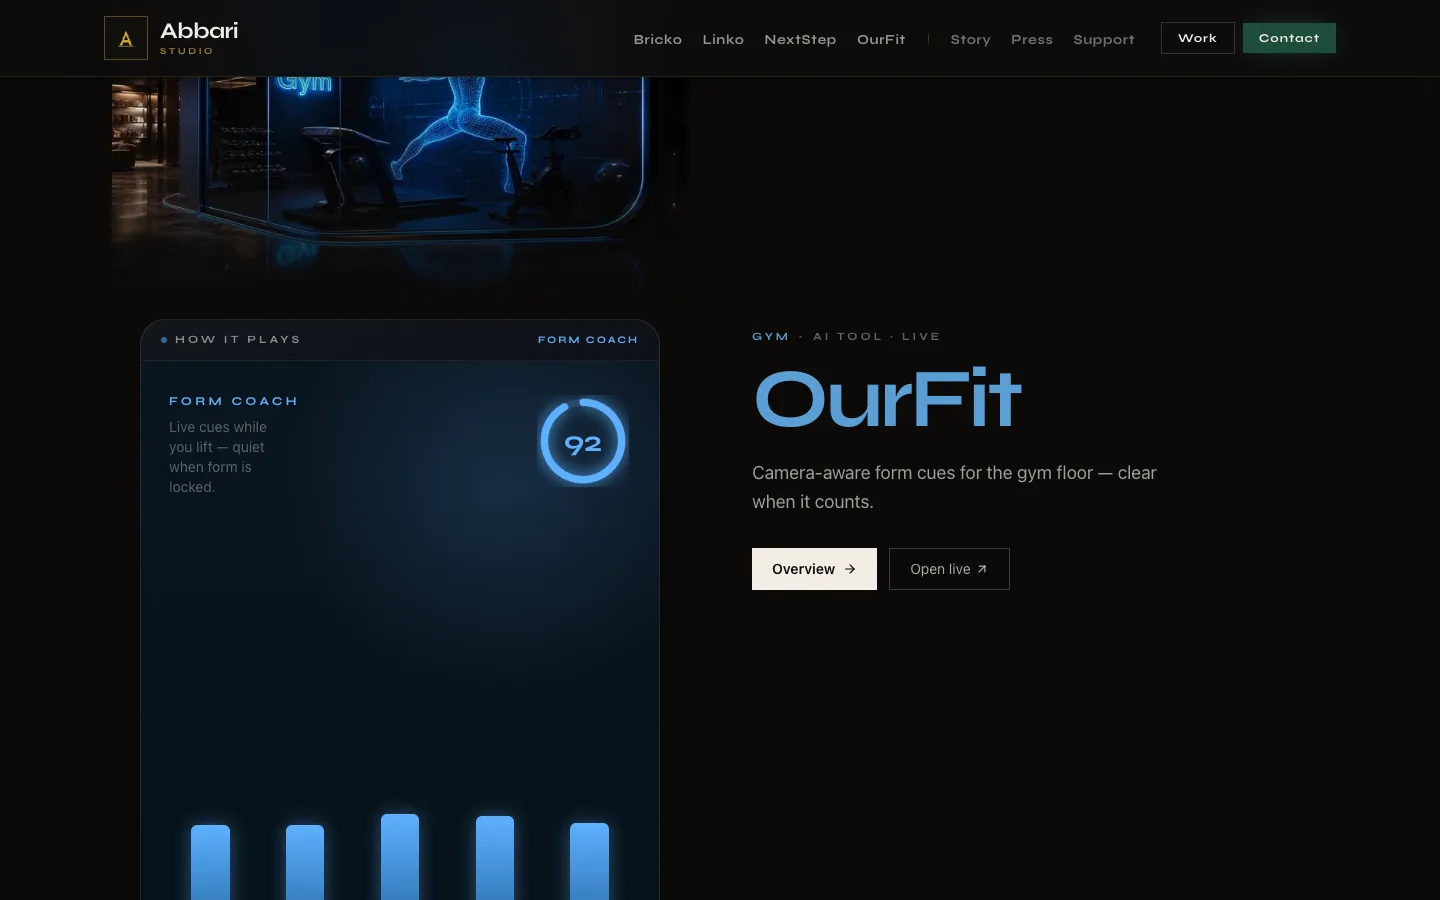 Abbari
STUDIO
Bricko Linko NextStep OurFit Story Press Support Work Contact
Gym
HOW IT PLAYS
FORM COACH
FORM COACH
Live cues while
you lift — quiet
when form is
locked.
92
GYM · AI TOOL · LIVE
OurFit
Camera-aware form cues for the gym floor — clear
when it counts.
Overview →
Open live ↗